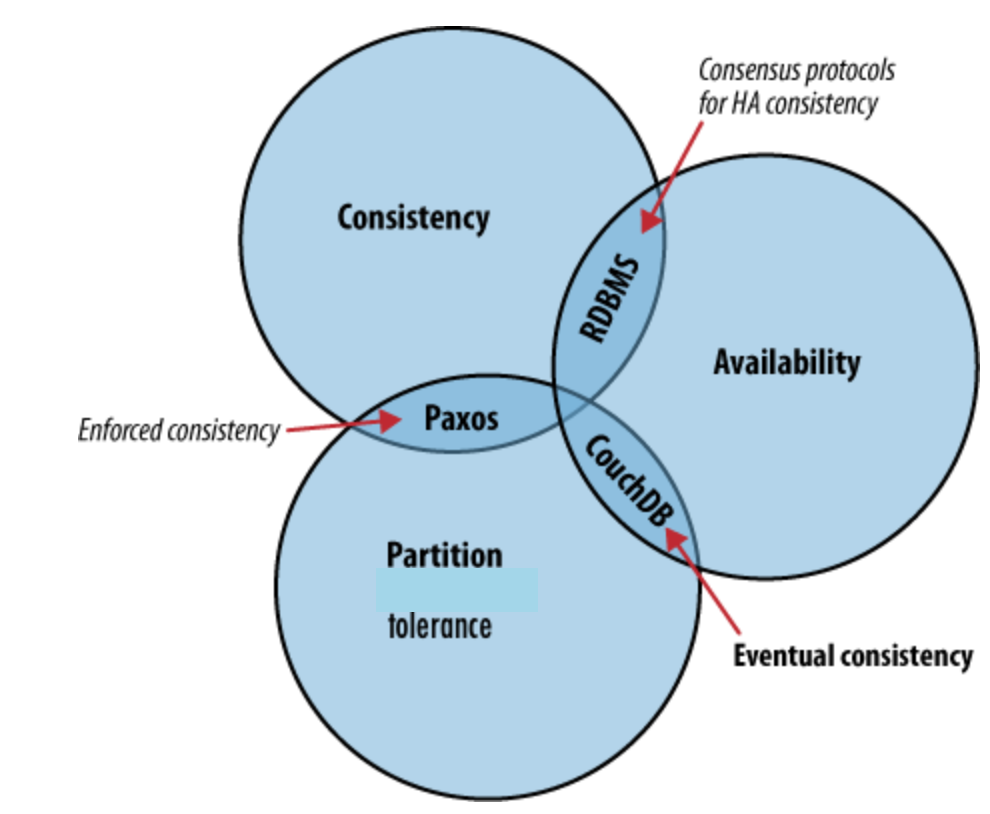 Consensus protocols
for HA consistency
Consistency
RDBMS
Availability
Enforced consistency
Paxos
CouchDB
Partition
tolerance
Eventual consistency